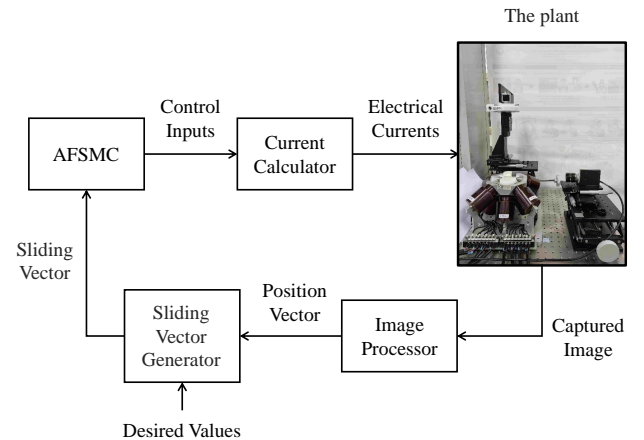 The plant
Control
Inputs
Electrical
Currents
AFSMC
Current
Calculator
Sliding
Vector
Position
Vector
Sliding
Vector
Generator
Image
Processor
Captured
Image
Desired Values